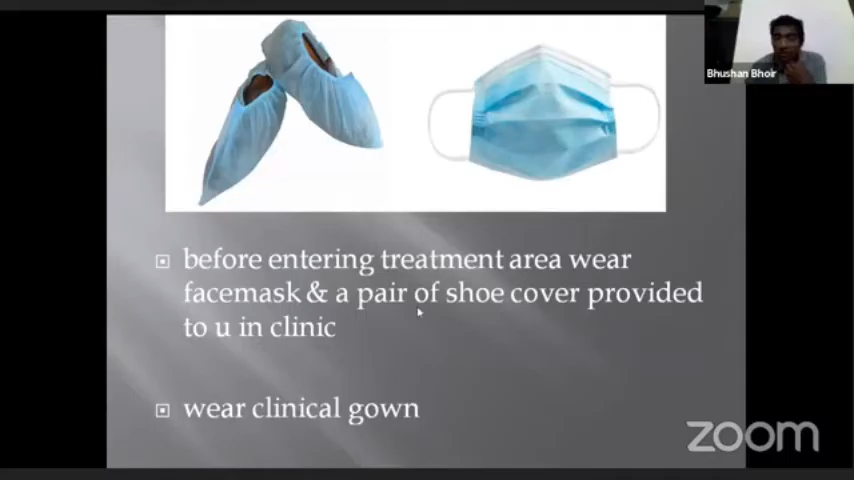 Bhushan Bhoir
before entering treatment area wear
facemask & a pair of shoe cover provided
to u in clinic
wear clinical gown
zoom